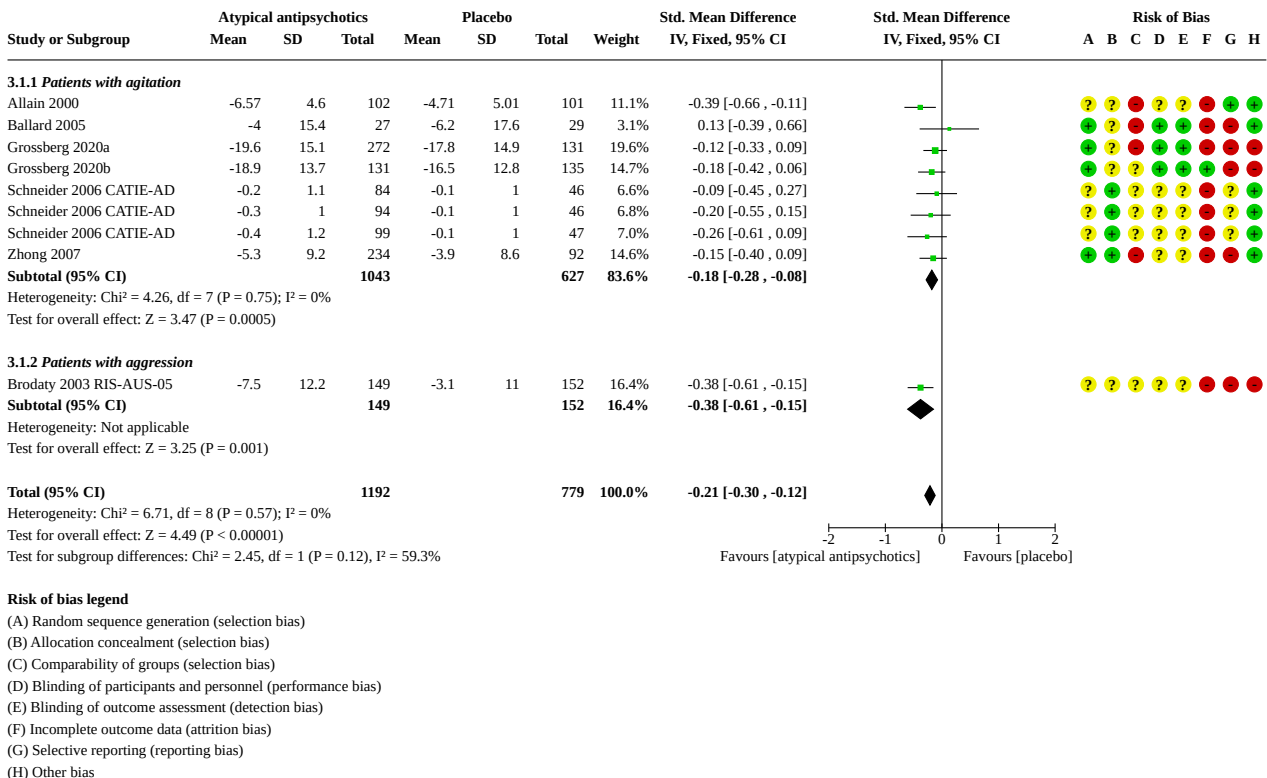 Atypical antipsychotics Placebo Std. Mean Difference Std. Mean Difference Risk of Bias
Study or Subgroup Mean SD Total Mean SD Total Weight IV, Fixed, 95% CI IV, Fixed, 95% CI A B C D E F G H
3.1.1 Patients with agitation
Allain 2000 -6.57 4.6 102 -4.71 5.01 101 11.1% -0.39 [-0.66 , -0.11] ? ? - ? ? - + +
Ballard 2005 -4 15.4 27 -6.2 17.6 29 3.1% 0.13 [-0.39 , 0.66] + ? - + + - - +
Grossberg 2020a -19.6 15.1 272 -17.8 14.9 131 19.6% -0.12 [-0.33 , 0.09] + ? - + + - - -
Grossberg 2020b -18.9 13.7 131 -16.5 12.8 135 14.7% -0.18 [-0.42 , 0.06] + ? ? + + + - -
Schneider 2006 CATIE-AD -0.2 1.1 84 -0.1 1 46 6.6% -0.09 [-0.45 , 0.27] ? + ? ? ? - ? +
Schneider 2006 CATIE-AD -0.3 1 94 -0.1 1 46 6.8% -0.20 [-0.55 , 0.15] ? + ? ? ? - ? +
Schneider 2006 CATIE-AD -0.4 1.2 99 -0.1 1 47 7.0% -0.26 [-0.61 , 0.09] ? + ? ? ? - ? +
Zhong 2007 -5.3 9.2 234 -3.9 8.6 92 14.6% -0.15 [-0.40 , 0.09] + + - ? ? - - +
Subtotal (95% CI) 1043 627 83.6% -0.18 [-0.28 , -0.08]
Heterogeneity: Chi² = 4.26, df = 7 (P = 0.75); I² = 0%
Test for overall effect: Z = 3.47 (P = 0.0005)
3.1.2 Patients with aggression
Brodaty 2003 RIS-AUS-05 -7.5 12.2 149 -3.1 11 152 16.4% -0.38 [-0.61 , -0.15] ? ? ? ? ? - - -
Subtotal (95% CI) 149 152 16.4% -0.38 [-0.61 , -0.15]
Heterogeneity: Not applicable
Test for overall effect: Z = 3.25 (P = 0.001)
Total (95% CI) 1192 779 100.0% -0.21 [-0.30 , -0.12]
Heterogeneity: Chi² = 6.71, df = 8 (P = 0.57); I² = 0%
Test for overall effect: Z = 4.49 (P < 0.00001)
-2 -1 0 1 2
Test for subgroup differences: Chi² = 2.45, df = 1 (P = 0.12), I² = 59.3% Favours [atypical antipsychotics] Favours [placebo]
Risk of bias legend
(A) Random sequence generation (selection bias)
(B) Allocation concealment (selection bias)
(C) Comparability of groups (selection bias)
(D) Blinding of participants and personnel (performance bias)
(E) Blinding of outcome assessment (detection bias)
(F) Incomplete outcome data (attrition bias)
(G) Selective reporting (reporting bias)
(H) Other bias